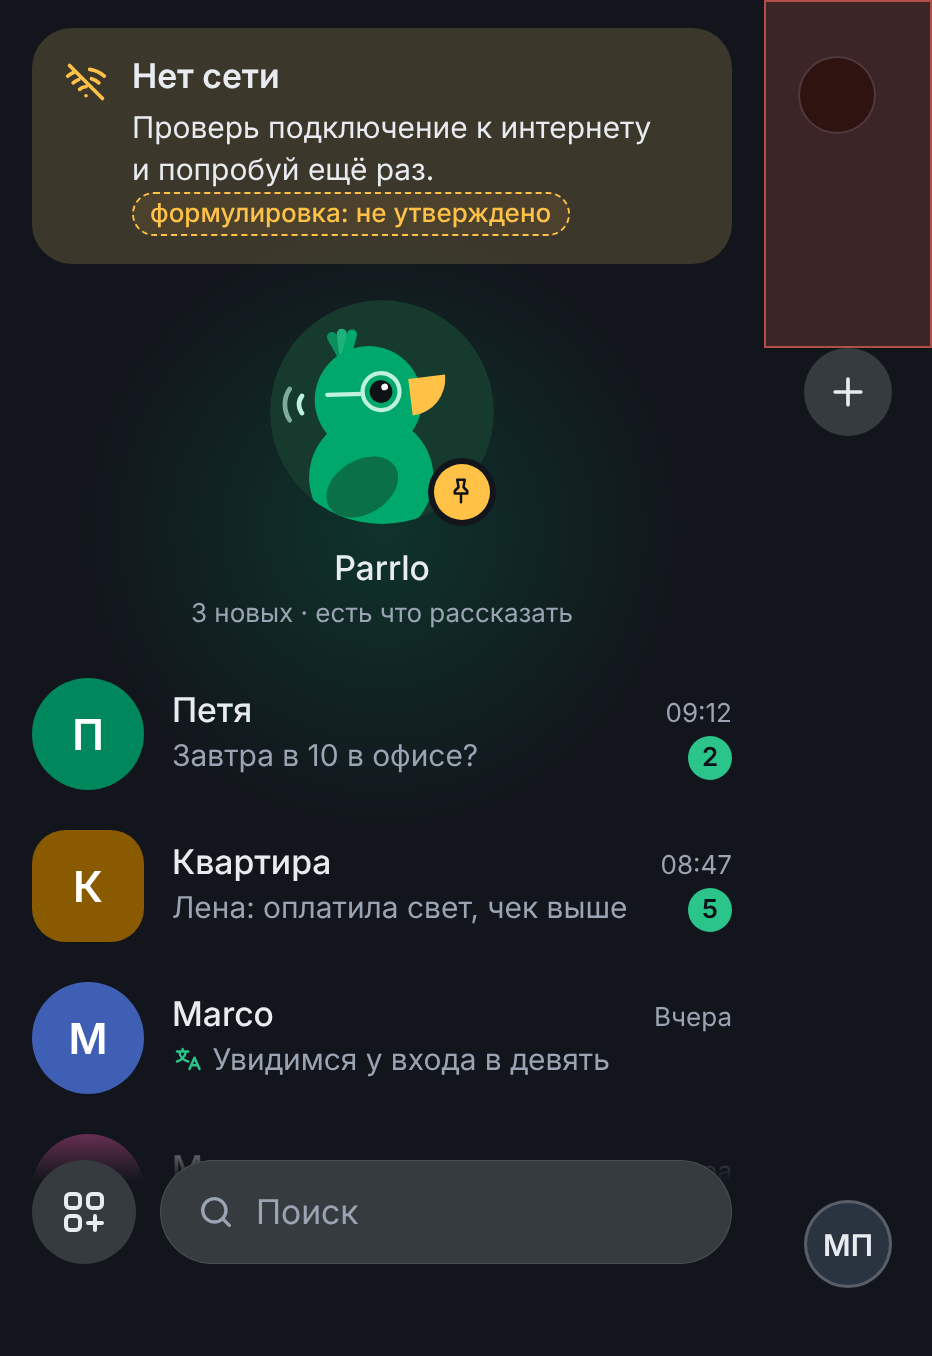 Нет сети
Проверь подключение к интернету
и попробуй ещё раз.
формулировка: не утверждено
Parrlo
3 новых · есть что рассказать
П
Петя
09:12
Завтра в 10 в офисе?
2
К
Квартира
08:47
Лена: оплатила свет, чек выше
5
M
Marco
Вчера
Увидимся у входа в девять
Поиск
МП